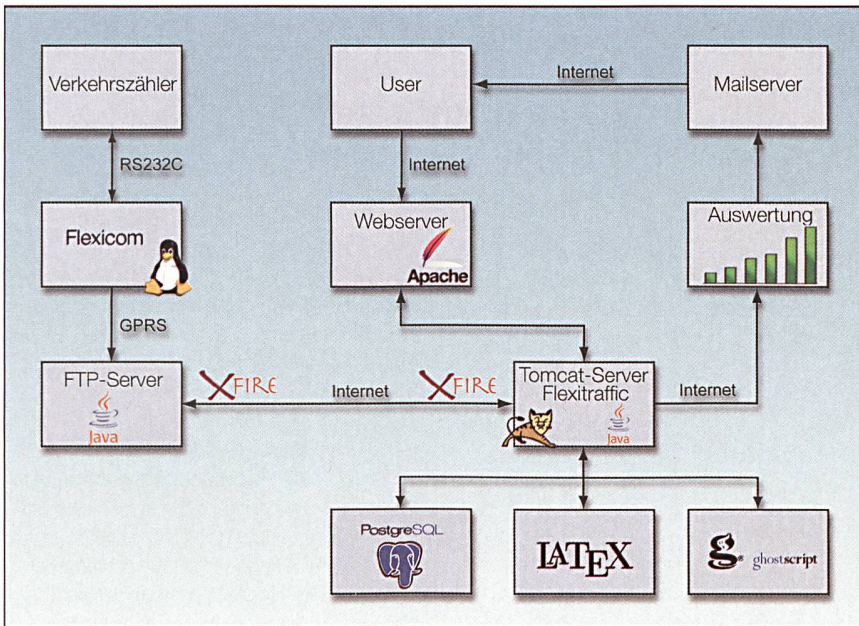 Verkehrszähler
User
Internet
Mailserver
RS232C
Internet
Flexicom
Webserver
Apache
Auswertung
GPRS
FTP-Server
Java
XFIRE
Internet
XFIRE
Tomcat-Server
Flexitraffic
Java
Internet
PostgreSQL
LATEX
g
ghostscript